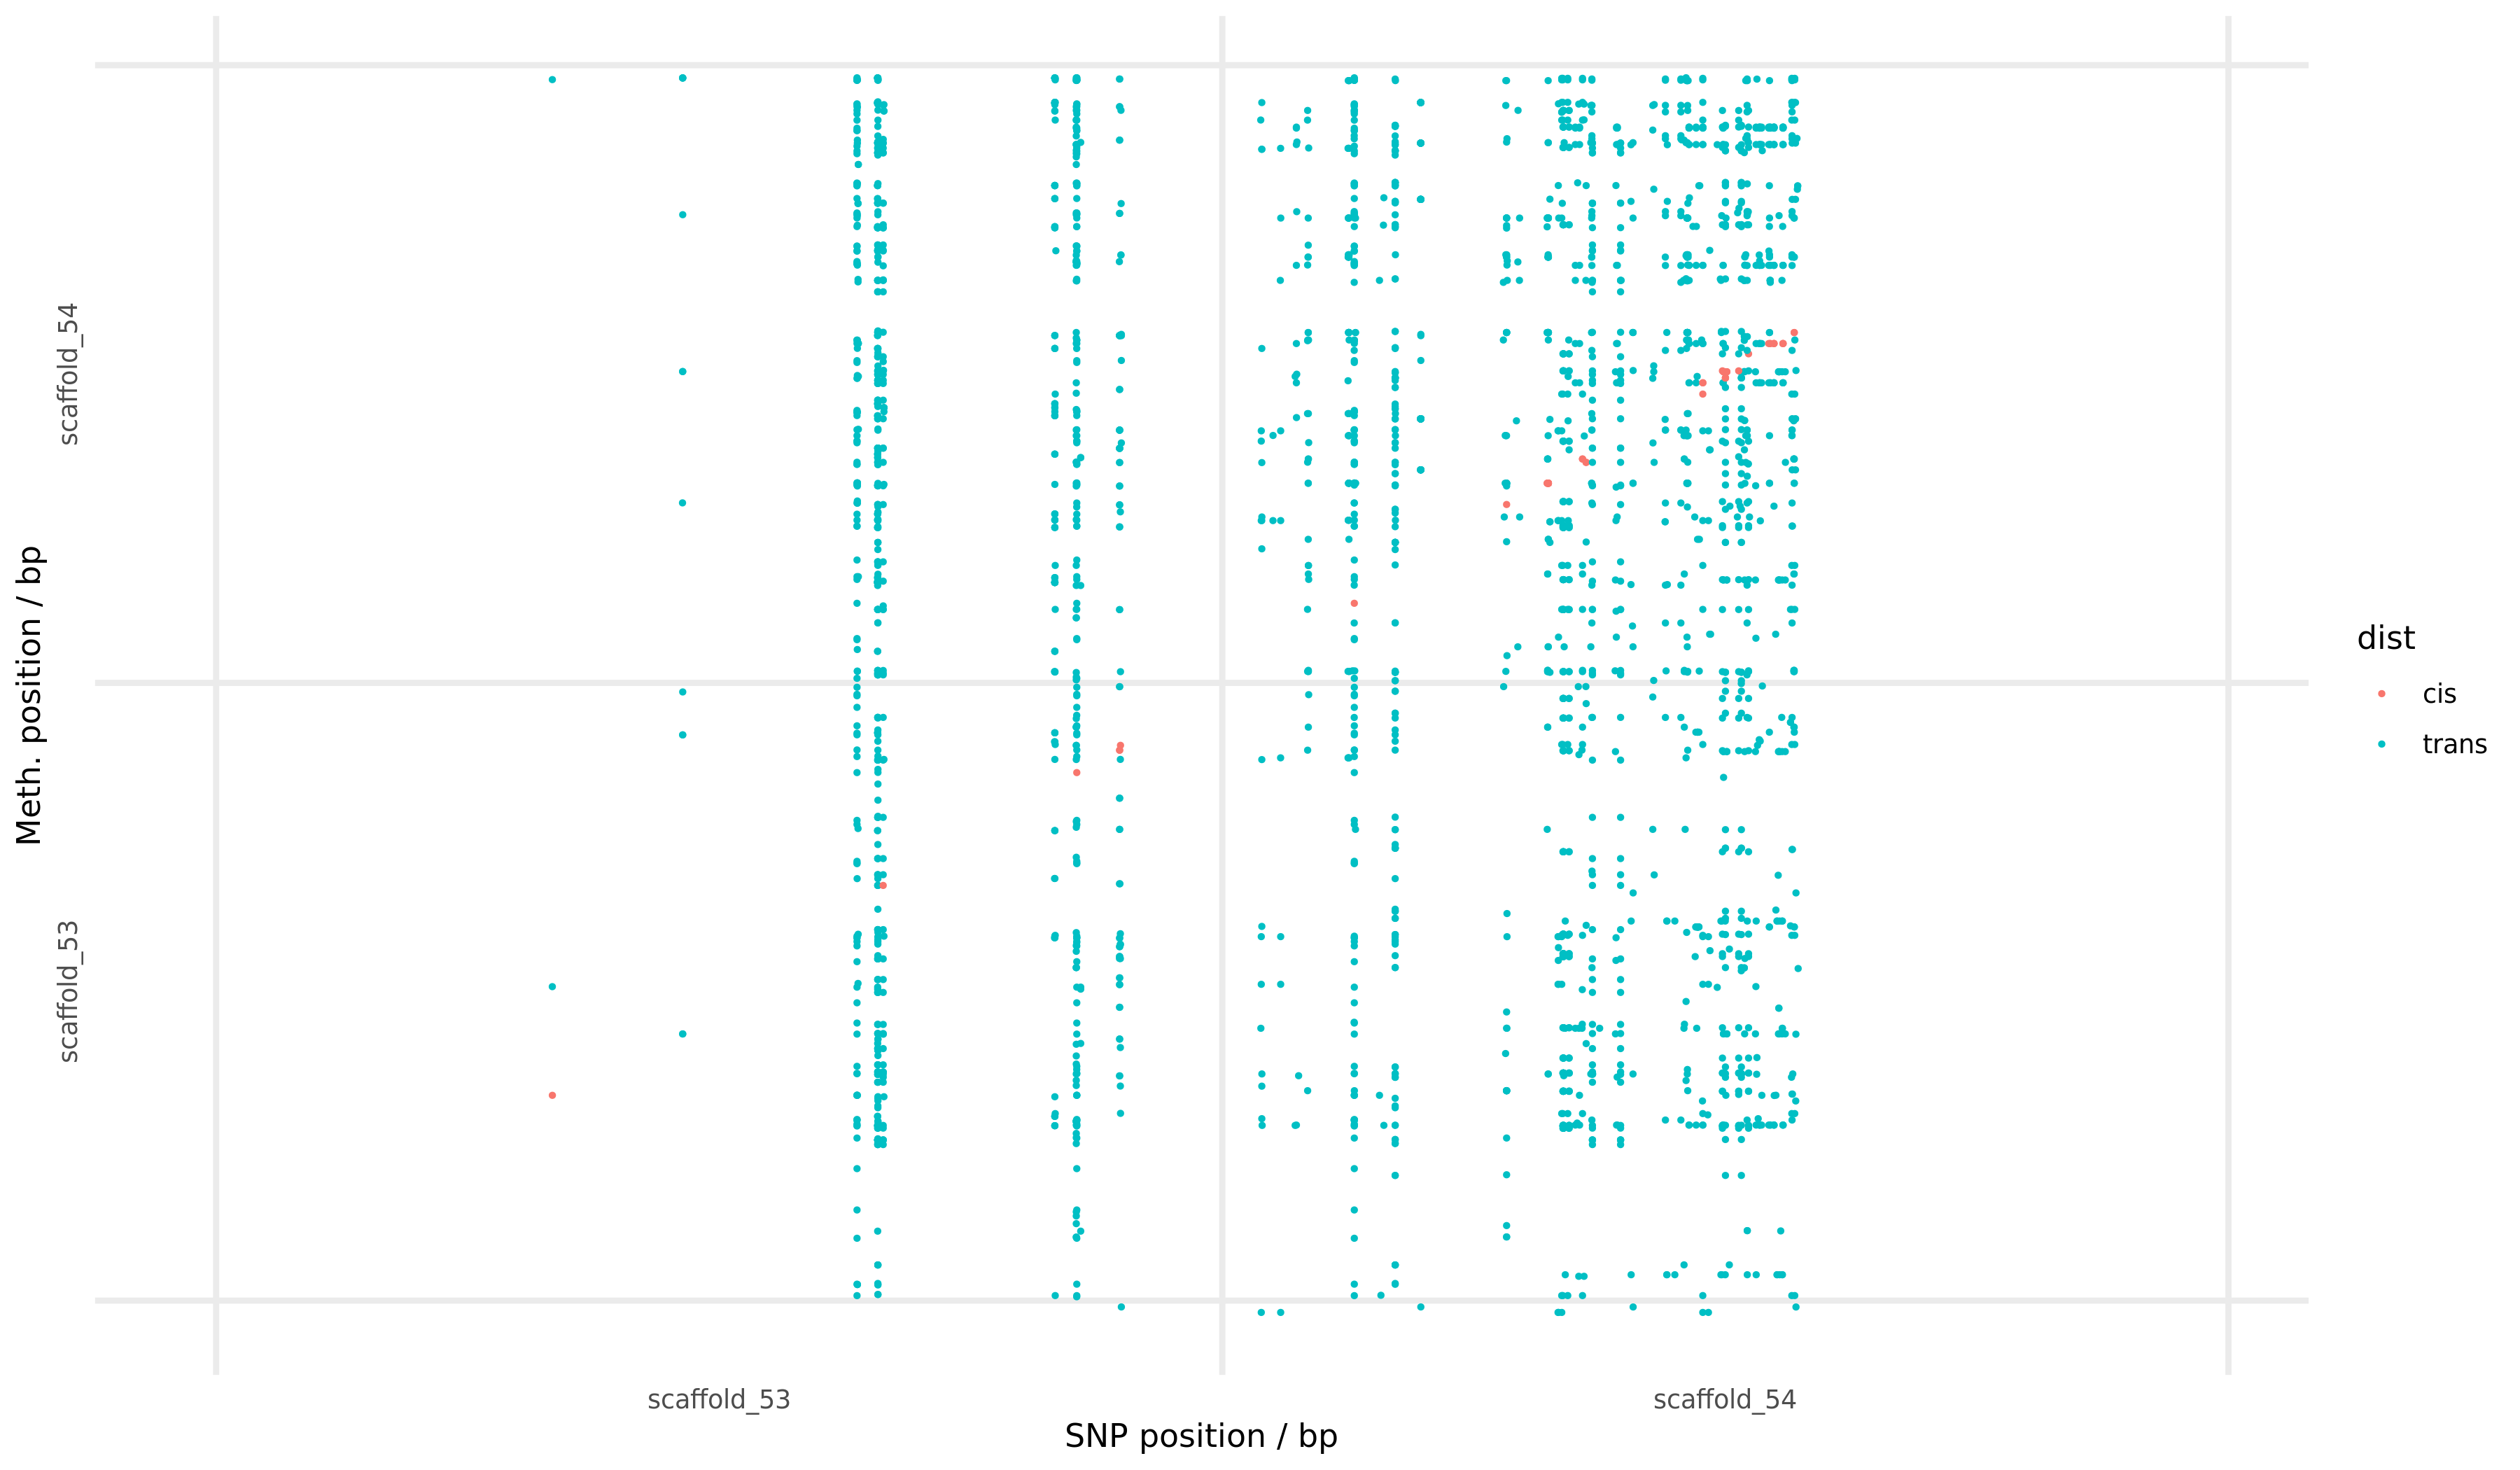 scaffold_54
Meth. position / bp
scaffold_53
scaffold_53
scaffold_54
SNP position / bp
dist
cis
trans